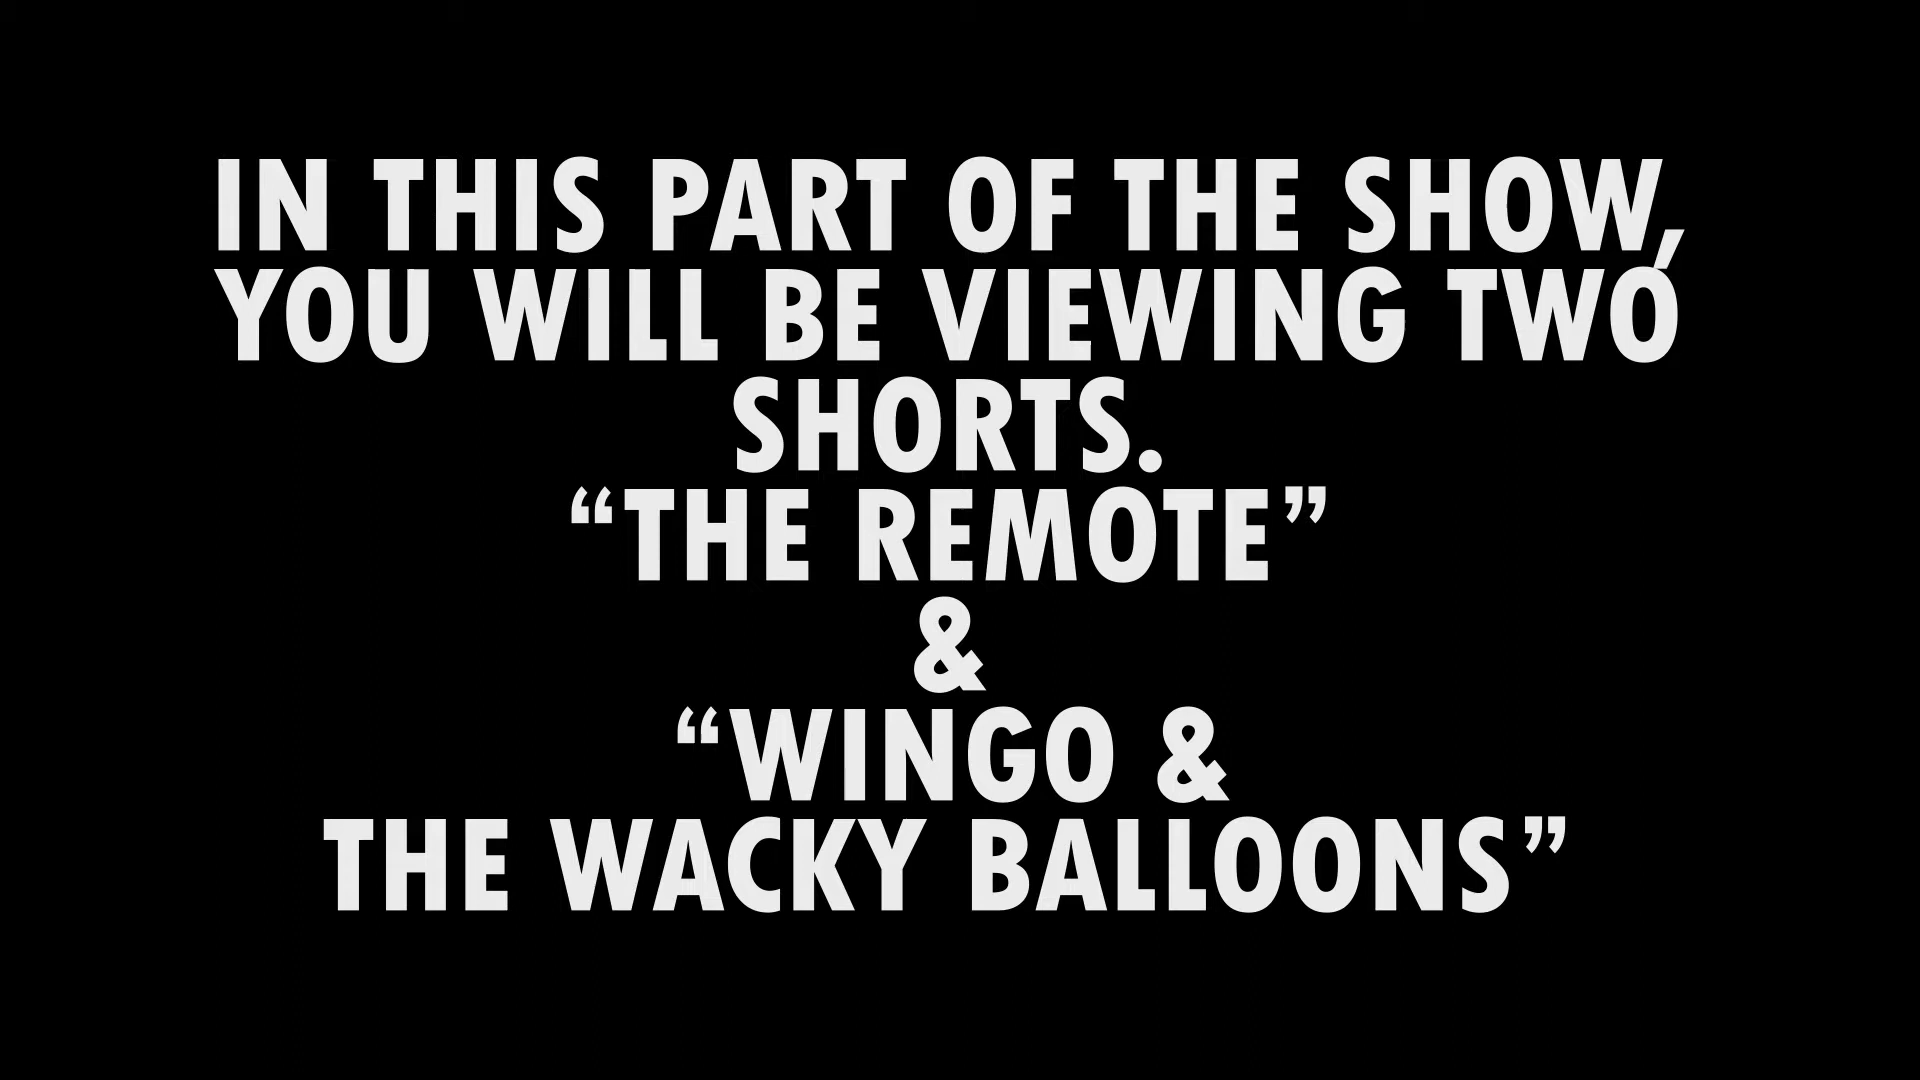 IN THIS PART OF THE SHOW,
YOU WILL BE VIEWING TWO
SHORTS.
“THE REMOTE”
&
“WINGO &
THE WACKY BALLOONS”